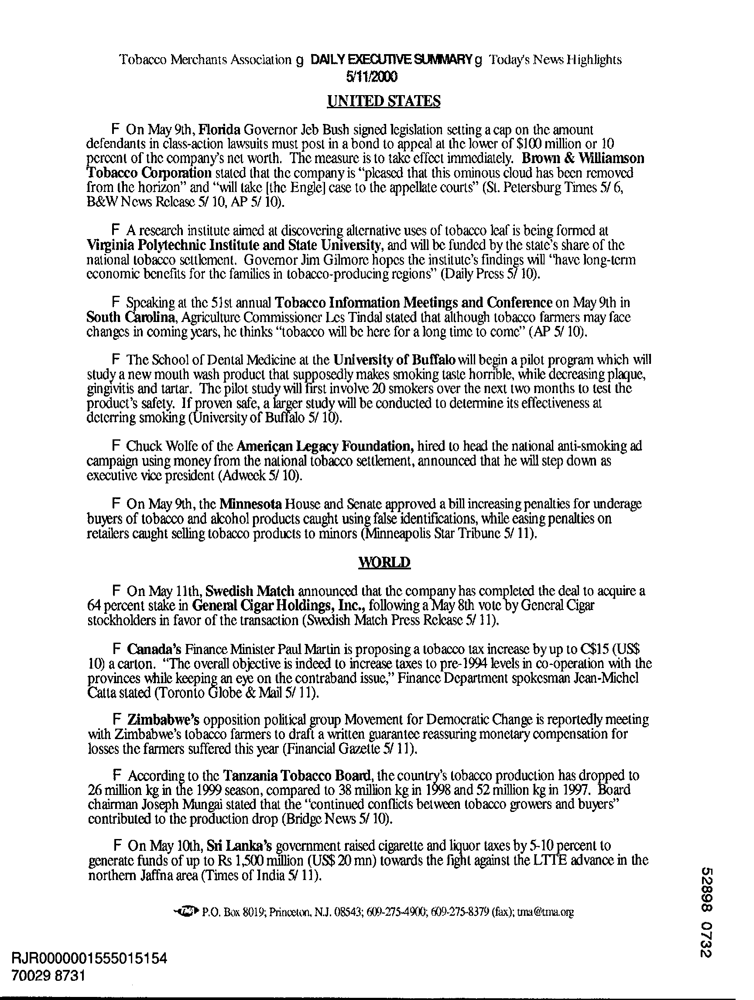 Tobacco Merchants Association g DAILY EXECUTIVE SUMMARY g Today's News Highlights
5/11/2000
UNITED STATES
F On May 9th, Florida Governor Jeb Bush signed legislation setting a cap on the amount
defendants in class-action lawsuits must post in a bond to appeal at the lower of $100 million or 10
percent of the company's net worth. The measure is to take effect immediately. Brown & Williamson
Tobacco Corporation stated that the company is “pleased that this ominous cloud has been removed
from the horizon” and “will take [the Engle] case to the appellate courts” (St. Petersburg Times 5/ 6,
B&W News Release 5/ 10, AP 5/ 10).
F A research institute aimed at discovering alternative uses of tobacco leaf is being formed at
Virginia Polytechnic Institute and State University, and will be funded by the state's share of the
national tobacco settlement. Governor Jim Gilmore hopes the institute's findings will “have long-term
economic benefits for the families in tobacco-producing regions” (Daily Press 5/ 10).
F Speaking at the 51st annual Tobacco Information Meetings and Conference on May 9th in
South Carolina, Agriculture Commissioner Les Tindal stated that although tobacco farmers may face
changes in coming years, he thinks “tobacco will be here for a long time to come” (AP 5/ 10).
F The School of Dental Medicine at the University of Buffalo will begin a pilot program which will
study a new mouth wash product that supposedly makes smoking taste horrible, while decreasing plaque,
gingivitis and tartar. The pilot study will first involve 20 smokers over the next two months to test the
product's safety. If proven safe, a larger study will be conducted to determine its effectiveness at
deterring smoking (University of Buffalo 5/ 10).
F Chuck Wolfe of the American Legacy Foundation, hired to head the national anti-smoking ad
campaign using money from the national tobacco settlement, announced that he will step down as
executive vice president (Adweek 5/ 10).
F On May 9th, the Minnesota House and Senate approved a bill increasing penalties for underage
buyers of tobacco and alcohol products caught using false identifications, while easing penalties on
retailers caught selling tobacco products to minors (Minneapolis Star Tribune 5/ 11).
WORLD
F On May 11th, Swedish Match announced that the company has completed the deal to acquire a
64 percent stake in General Cigar Holdings, Inc., following a May 8th vote by General Cigar
stockholders in favor of the transaction (Swedish Match Press Release 5/ 11).
F Canada's Finance Minister Paul Martin is proposing a tobacco tax increase by up to C$15 (US$
10) a carton. “The overall objective is indeed to increase taxes to pre-1994 levels in co-operation with the
provinces while keeping an eye on the contraband issue,” Finance Department spokesman Jean-Michel
Catta stated (Toronto Globe & Mail 5/ 11).
F Zimbabwe's opposition political group Movement for Democratic Change is reportedly meeting
with Zimbabwe's tobacco farmers to draft a written guarantee reassuring monetary compensation for
losses the farmers suffered this year (Financial Gazette 5/ 11).
F According to the Tanzania Tobacco Board, the country's tobacco production has dropped to
26 million kg in the 1999 season, compared to 38 million kg in 1998 and 52 million kg in 1997. Board
chairman Joseph Mungai stated that the “continued conflicts between tobacco growers and buyers”
contributed to the production drop (Bridge News 5/ 10).
F On May 10th, Sri Lanka's government raised cigarette and liquor taxes by 5-10 percent to
generate funds of up to Rs 1,500 million (US$ 20 mn) towards the fight against the LTTE advance in the
northern Jaffna area (Times of India 5/ 11).
P.O. Box 8019; Princeton, N.J. 08543; 609-275-4900; 609-275-8379 (fax); tma@tma.org
52898 0732
RJR0000001555015154
70029 8731